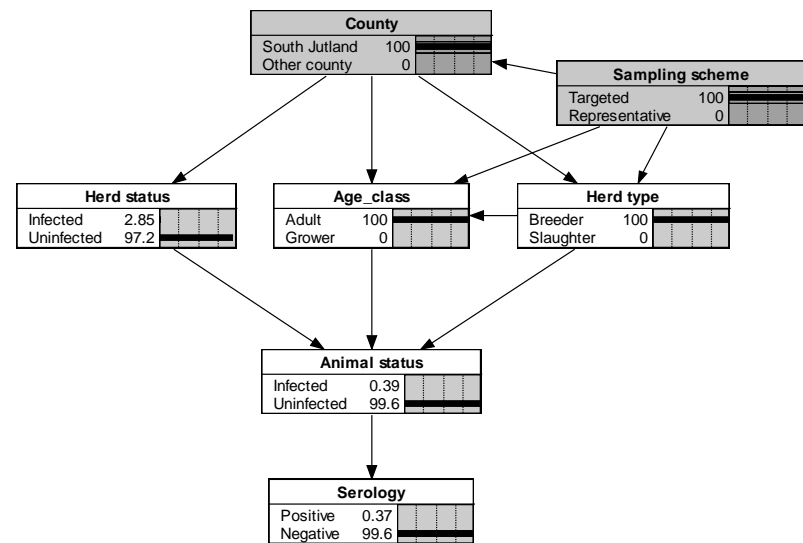 County
South Jutland 100
Other county 0
Sampling scheme
Targeted 100
Representative 0
Herd status
Infected 2.85
Uninfected 97.2
Age_class
Adult 100
Grower 0
Herd type
Breeder 100
Slaughter 0
Animal status
Infected 0.39
Uninfected 99.6
Serology
Positive 0.37
Negative 99.6